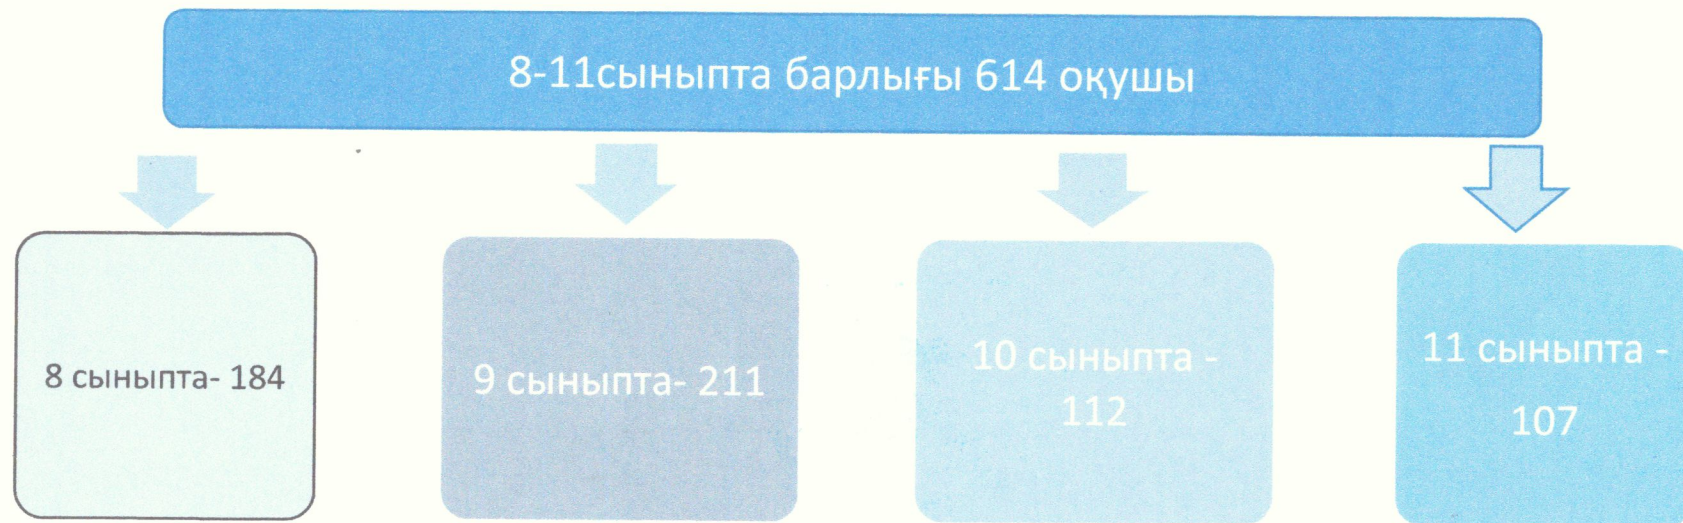 8-11сыныпта барлығы 614 оқушы
8 сыныпта- 184
9 сыныпта- 211
10 сыныпта -
112
11 сыныпта -
107